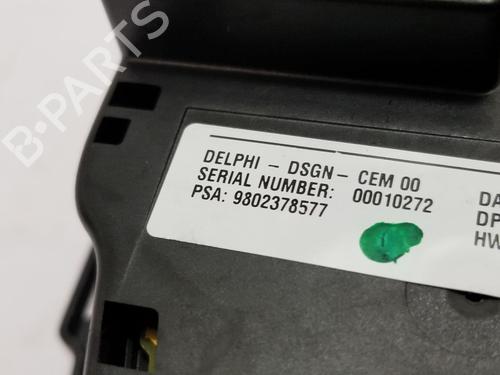 B-PARTS
DELPHI - DSGN - CEM 00
SERIAL NUMBER: 00010272
PSA: 9802378577
DA
DP
HW